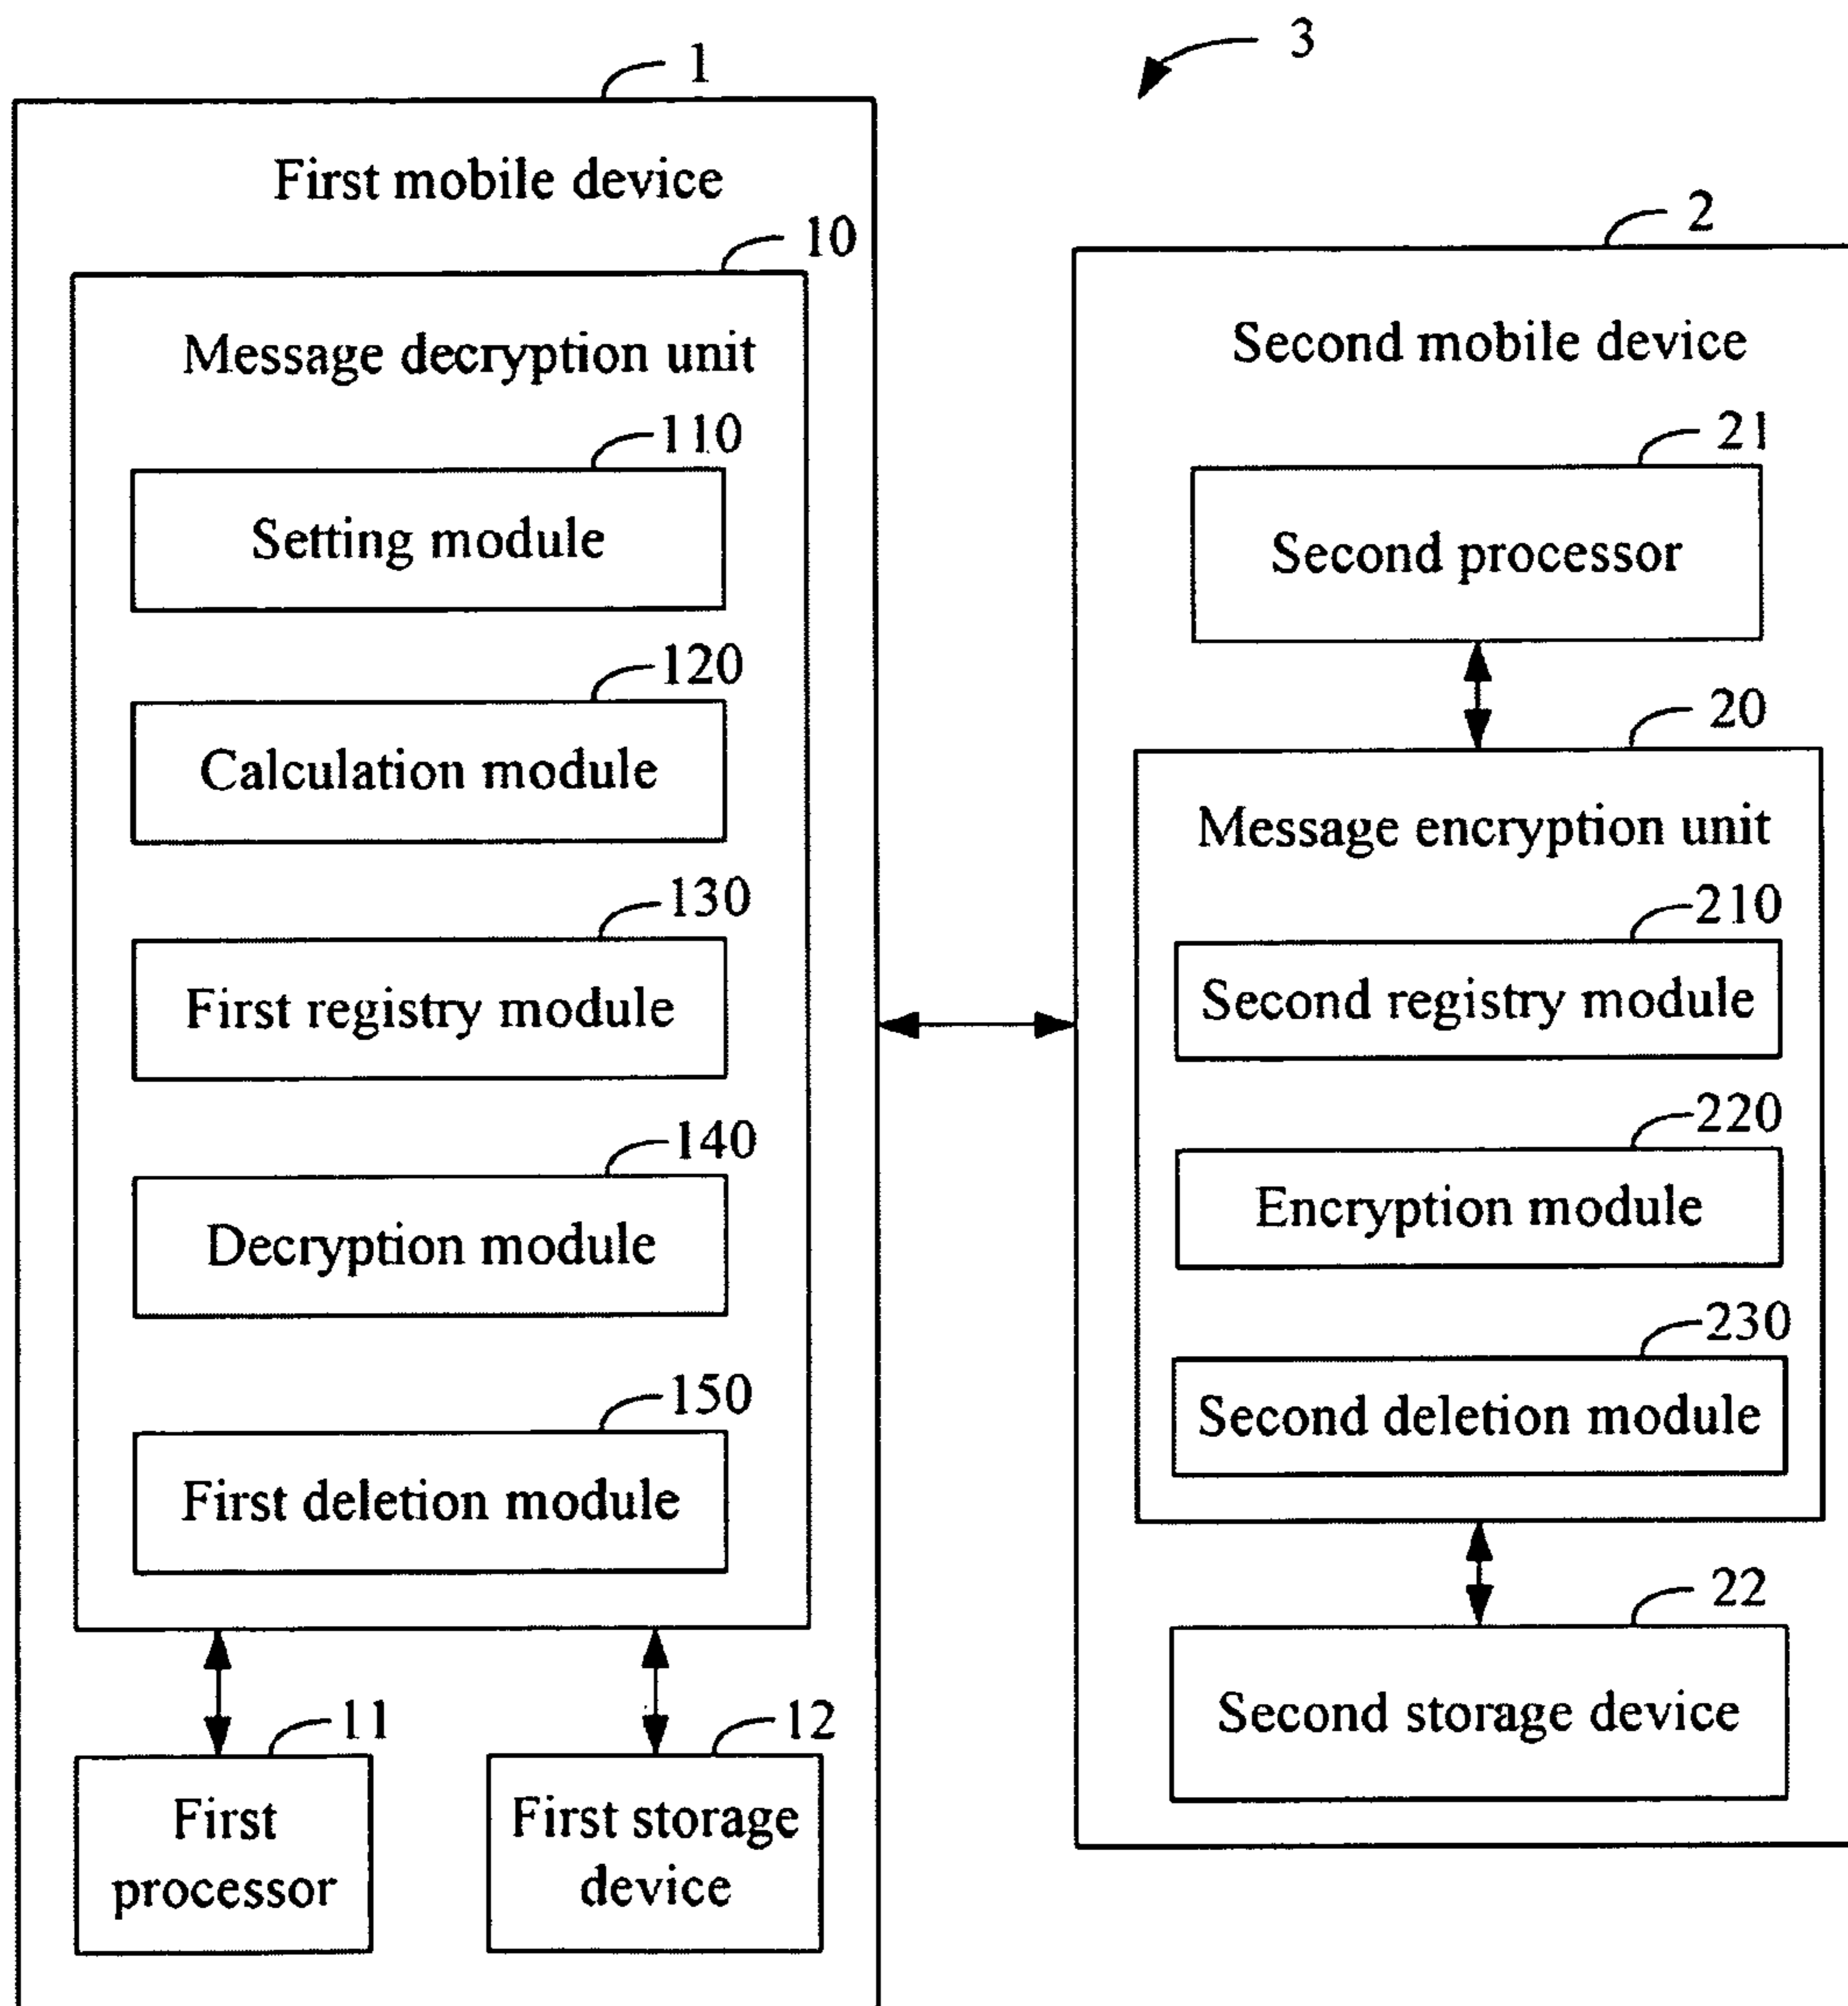 3
1
First mobile device
10
Message decryption unit
110
Setting module
120
Calculation module
130
First registry module
140
Decryption module
150
First deletion module
11
First
processor
12
First storage
device
2
Second mobile device
21
Second processor
20
Message encryption unit
210
Second registry module
220
Encryption module
230
Second deletion module
22
Second storage device